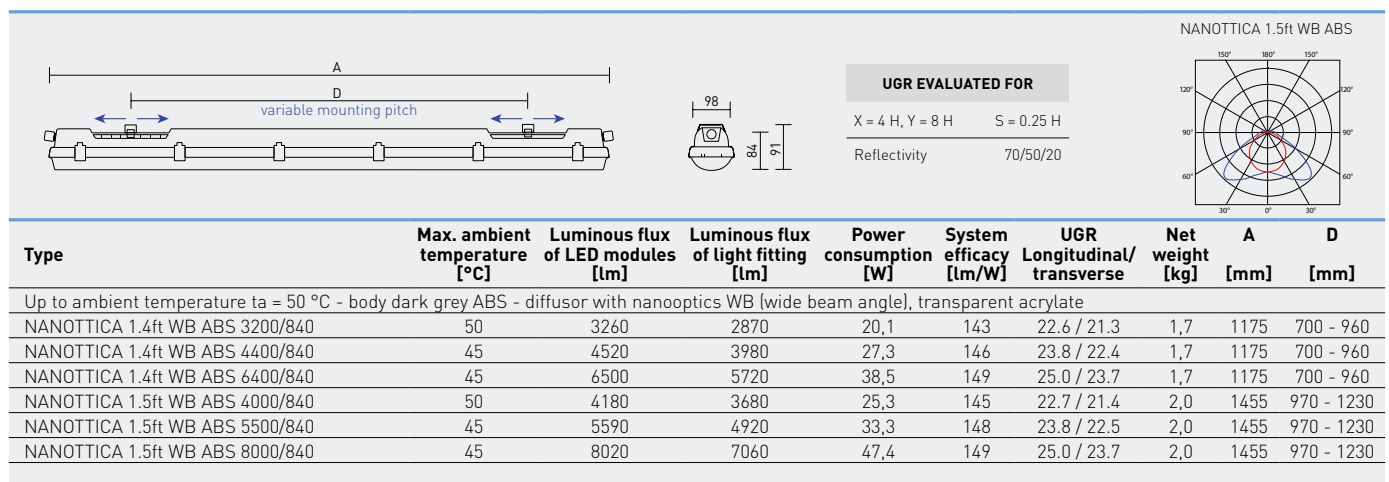 NANOTTICA 1.5ft WB ABS
A
D
variable mounting pitch
98
84
91
UGR EVALUATED FOR
X = 4 H, Y = 8 H S = 0.25 H
Reflectivity 70/50/20
150° 180° 150°
120° 120°
90° 90°
60° 60°
30° 0° 30°
Type Max. ambient temperature [°C] Luminous flux of LED modules [lm] Luminous flux of light fitting [lm] Power consumption [W] System efficacy [lm/W] UGR Longitudinal/ transverse Net weight [kg] A [mm] D [mm]
Up to ambient temperature ta = 50 °C - body dark grey ABS - diffusor with nanooptics WB (wide beam angle), transparent acrylate
NANOTTICA 1.4ft WB ABS 3200/840 50 3260 2870 20,1 143 22.6 / 21.3 1,7 1175 700 - 960
NANOTTICA 1.4ft WB ABS 4400/840 45 4520 3980 27,3 146 23.8 / 22.4 1,7 1175 700 - 960
NANOTTICA 1.4ft WB ABS 6400/840 45 6500 5720 38,5 149 25.0 / 23.7 1,7 1175 700 - 960
NANOTTICA 1.5ft WB ABS 4000/840 50 4180 3680 25,3 145 22.7 / 21.4 2,0 1455 970 - 1230
NANOTTICA 1.5ft WB ABS 5500/840 45 5590 4920 33,3 148 23.8 / 22.5 2,0 1455 970 - 1230
NANOTTICA 1.5ft WB ABS 8000/840 45 8020 7060 47,4 149 25.0 / 23.7 2,0 1455 970 - 1230